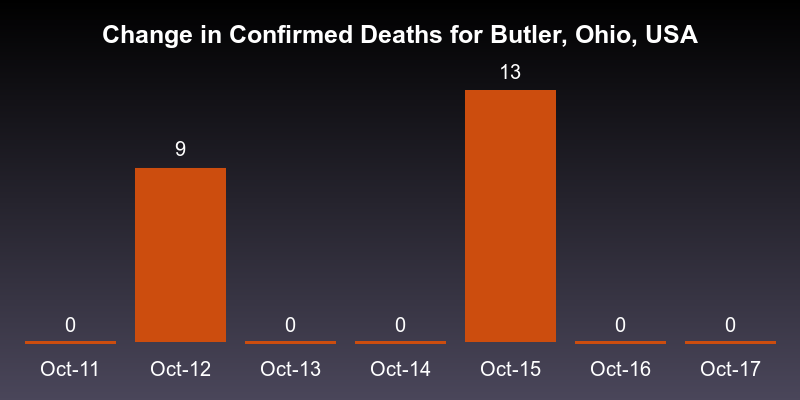 Change in Confirmed Deaths for Butler, Ohio, USA
13
9
0 0 0 0 0
Oct-11 Oct-12 Oct-13 Oct-14 Oct-15 Oct-16 Oct-17